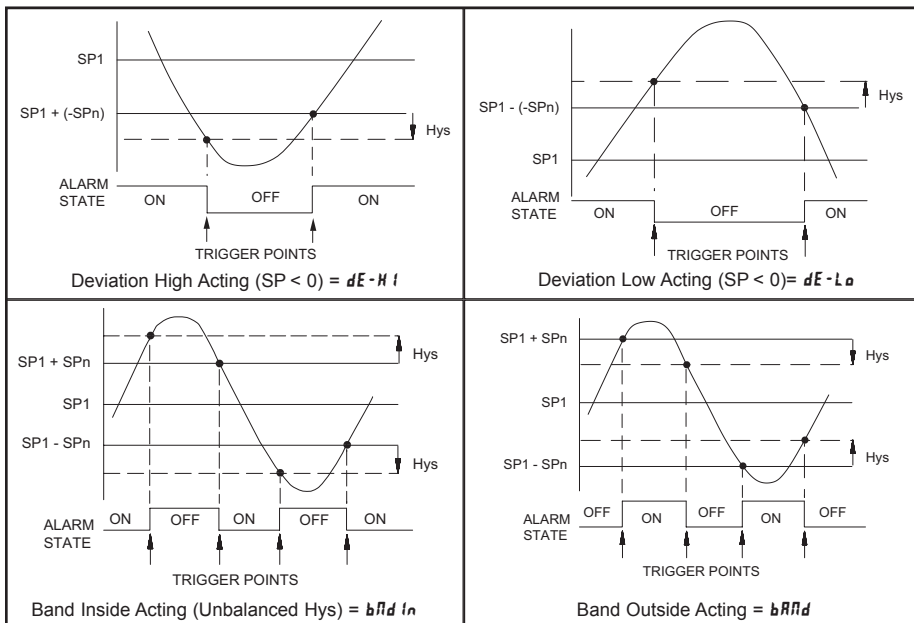 SP1
SP1 + (-SPn)
Hys
ALARM STATE
ON
OFF
ON
TRIGGER POINTS
Deviation High Acting (SP < 0) = dE-HI
SP1 - (-SPn)
Hys
SP1
ALARM STATE
ON
OFF
ON
TRIGGER POINTS
Deviation Low Acting (SP < 0)= dE-Lo
SP1 + SPn
Hys
SP1
SP1 - SPn
Hys
ALARM STATE
ON
OFF
ON
OFF
ON
TRIGGER POINTS
Band Inside Acting (Unbalanced Hys) = bNdIn
SP1 + SPn
Hys
SP1
Hys
SP1 - SPn
ALARM STATE
OFF
ON
OFF
ON
OFF
TRIGGER POINTS
Band Outside Acting = bANd